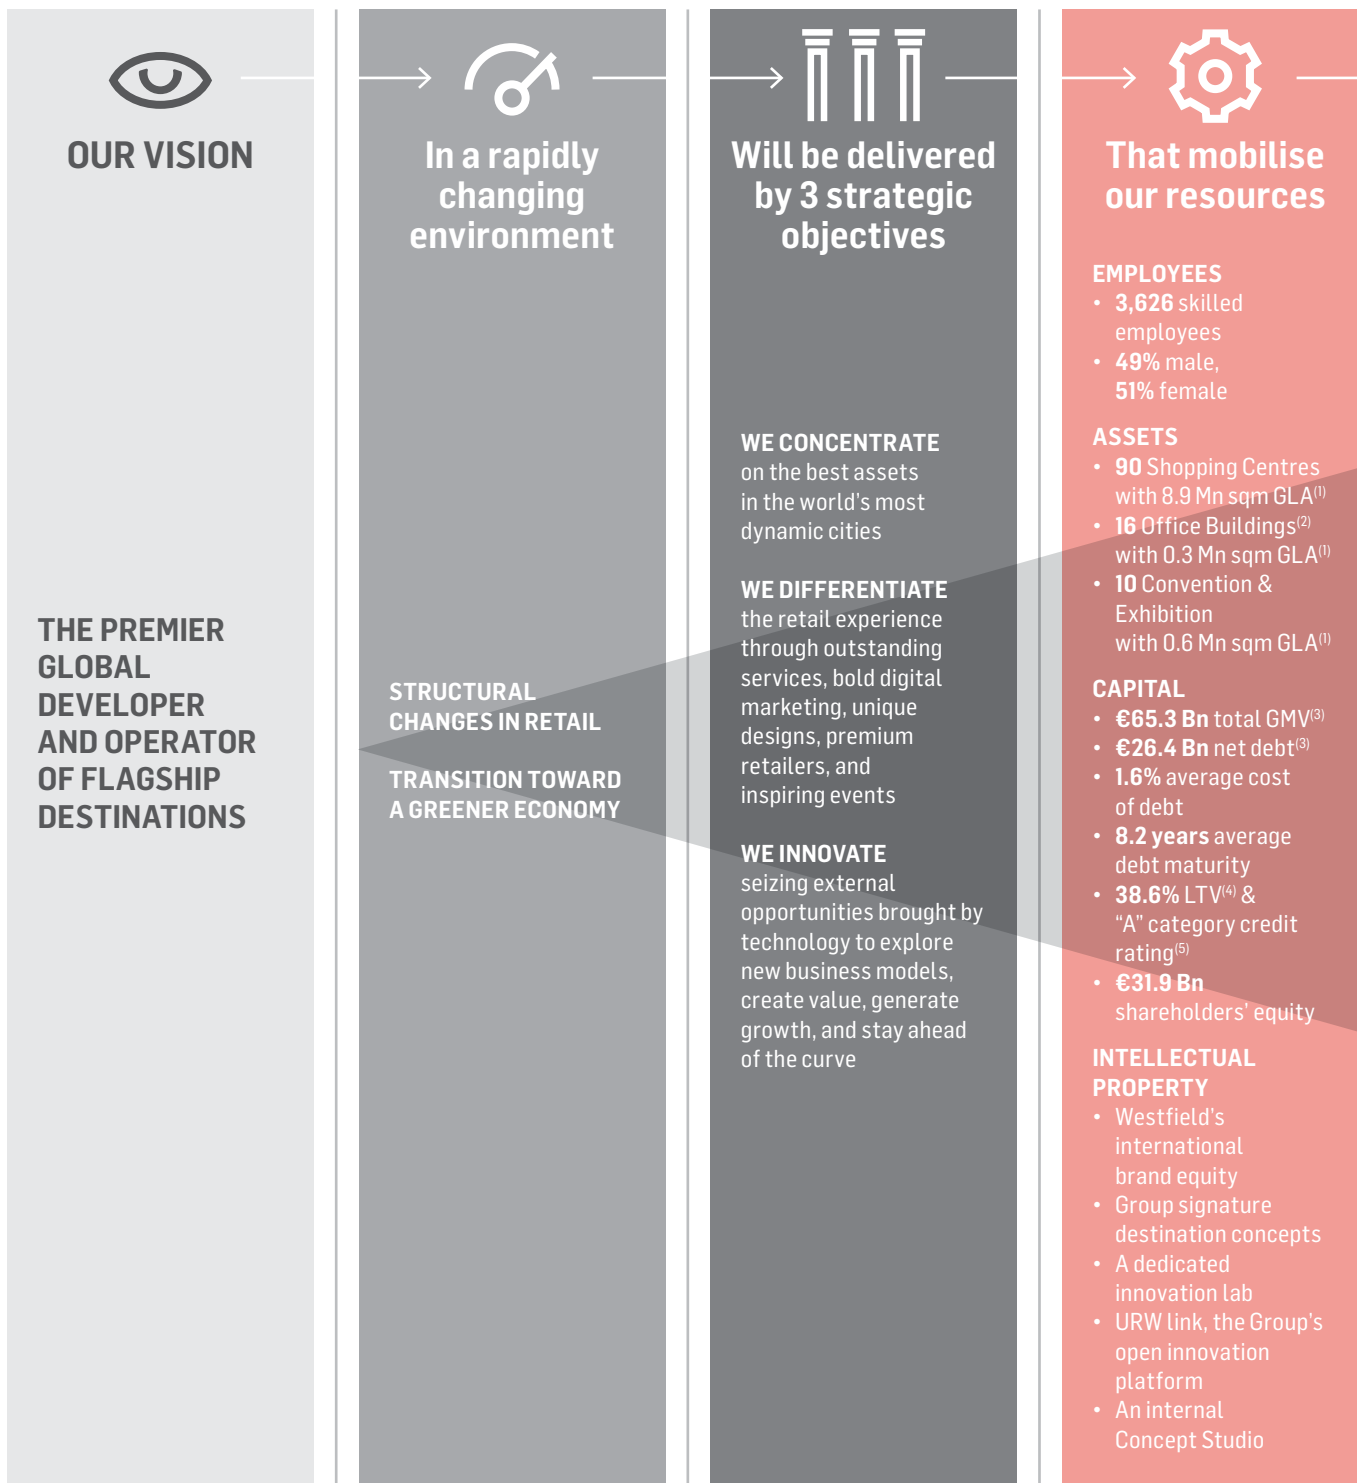 OUR VISION
THE PREMIER
GLOBAL
DEVELOPER
AND OPERATOR
OF FLAGSHIP
DESTINATIONS
In a rapidly
changing
environment
STRUCTURAL
CHANGES IN RETAIL
TRANSITION TOWARD
A GREENER ECONOMY
Will be delivered
by 3 strategic
objectives
WE CONCENTRATE
on the best assets
in the world's most
dynamic cities
WE DIFFERENTIATE
the retail experience
through outstanding
services, bold digital
marketing, unique
designs, premium
retailers, and
inspiring events
WE INNOVATE
seizing external
opportunities brought by
technology to explore
new business models,
create value, generate
growth, and stay ahead
of the curve
That mobilise
our resources
EMPLOYEES
• 3,626 skilled
employees
• 49% male,
51% female
ASSETS
• 90 Shopping Centres
with 8.9 Mn sqm GLA(1)
• 16 Office Buildings(2)
with 0.3 Mn sqm GLA(1)
• 10 Convention &
Exhibition
with 0.6 Mn sqm GLA(1)
CAPITAL
• €65.3 Bn total GMV(3)
• €26.4 Bn net debt(3)
• 1.6% average cost
of debt
• 8.2 years average
debt maturity
• 38.6% LTV(4) &
“A” category credit
rating(5)
• €31.9 Bn
shareholders’ equity
INTELLECTUAL
PROPERTY
• Westfield's
international
brand equity
• Group signature
destination concepts
• A dedicated
innovation lab
• URW link, the Group's
open innovation
platform
• An internal
Concept Studio